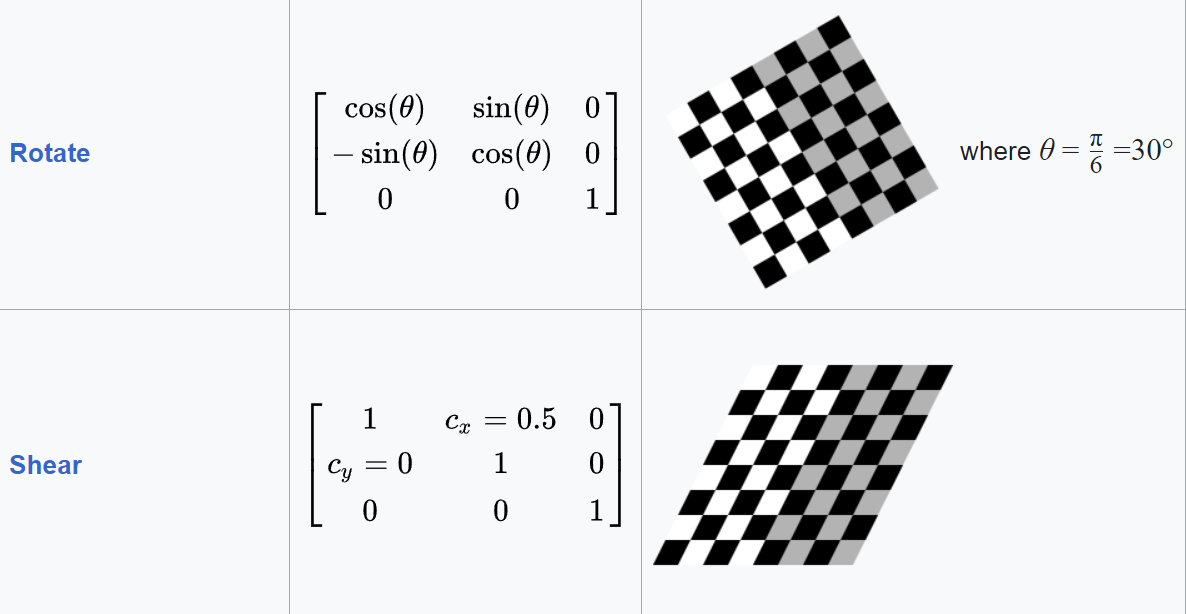 Rotate
cos(θ) sin(θ) 0
− sin(θ) cos(θ) 0
0 0 1
where θ = π/6 =30°
Shear
1 cₓ = 0.5 0
c_y = 0 1 0
0 0 1